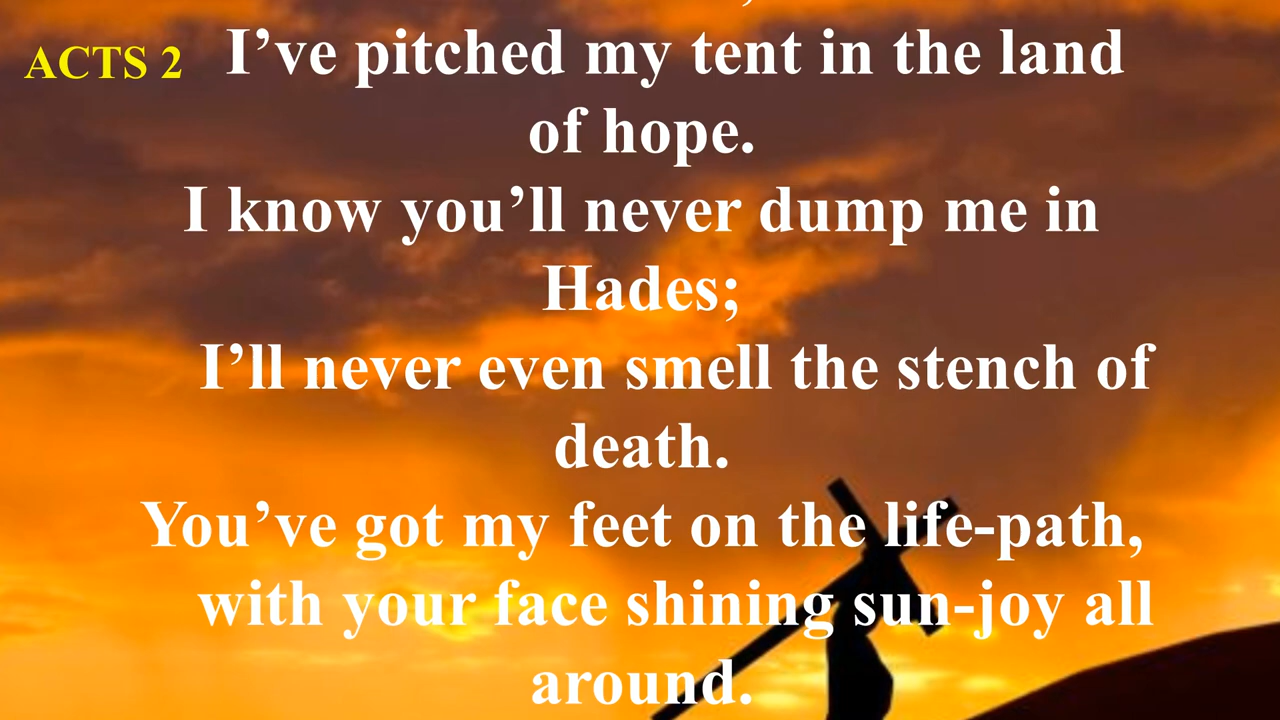 ACTS 2
I’ve pitched my tent in the land
of hope.
I know you’ll never dump me in
Hades;
I’ll never even smell the stench of
death.
You’ve got my feet on the life-path,
with your face shining sun-joy all
around.